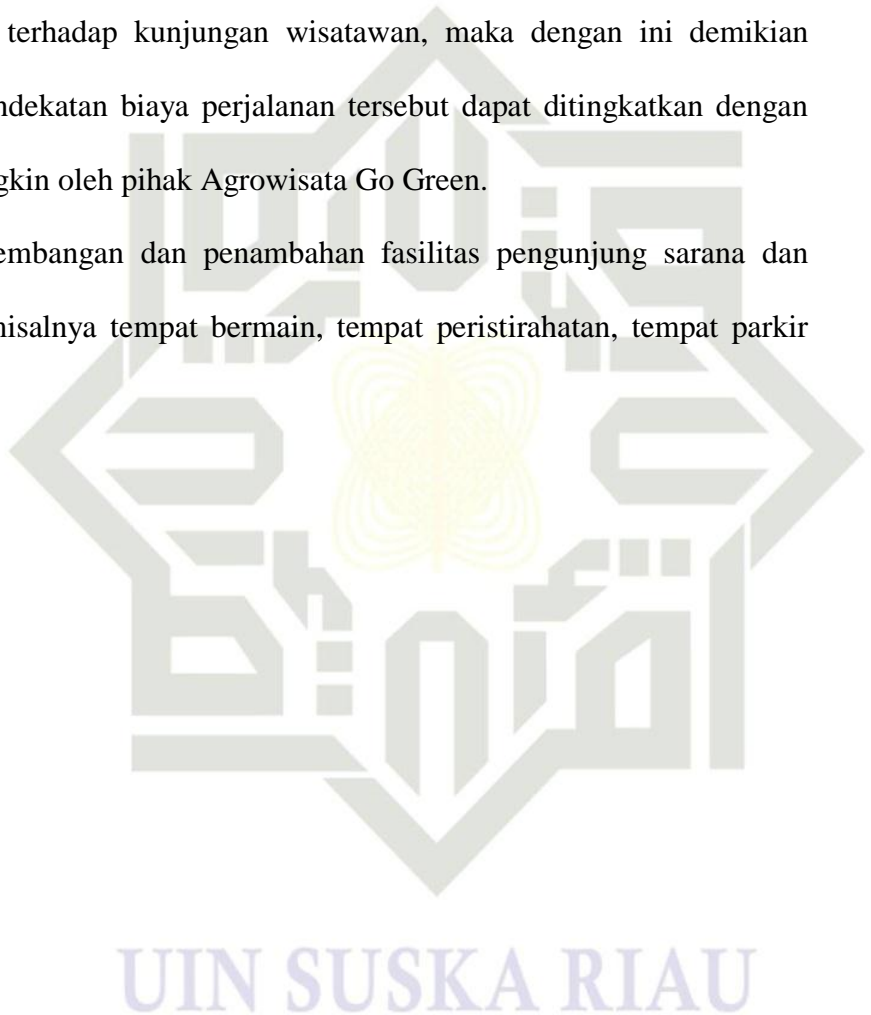 terhadap kunjungan wisatawan, maka dengan ini demikian
ndekatan biaya perjalanan tersebut dapat ditingkatkan dengan
gkin oleh pihak Agrowisata Go Green.
embangan dan penambahan fasilitas pengunjung sarana dan
nisalnya tempat bermain, tempat peristirahatan, tempat parkir
UIN SUSKA RIAU